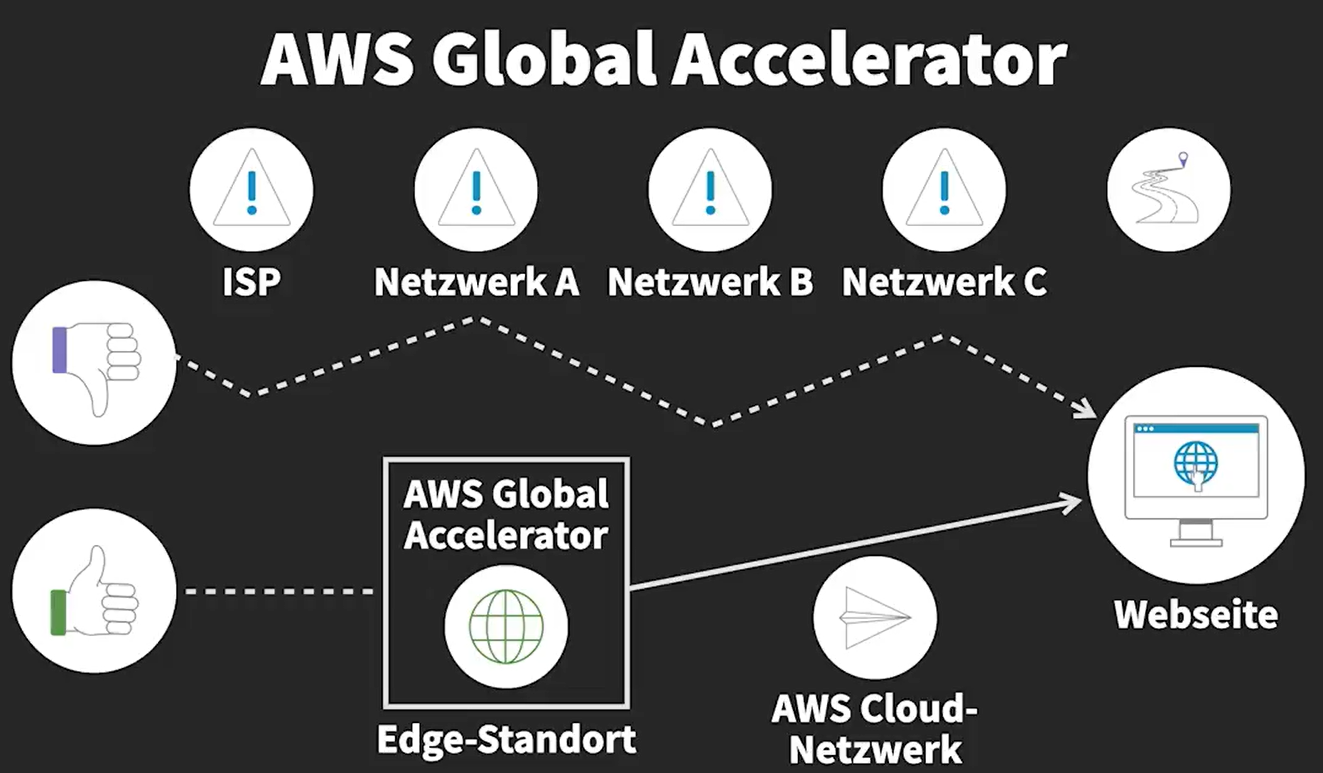 AWS Global Accelerator
ISP
Netzwerk A
Netzwerk B
Netzwerk C
AWS Global
Accelerator
Edge-Standort
AWS Cloud-
Netzwerk
Webseite